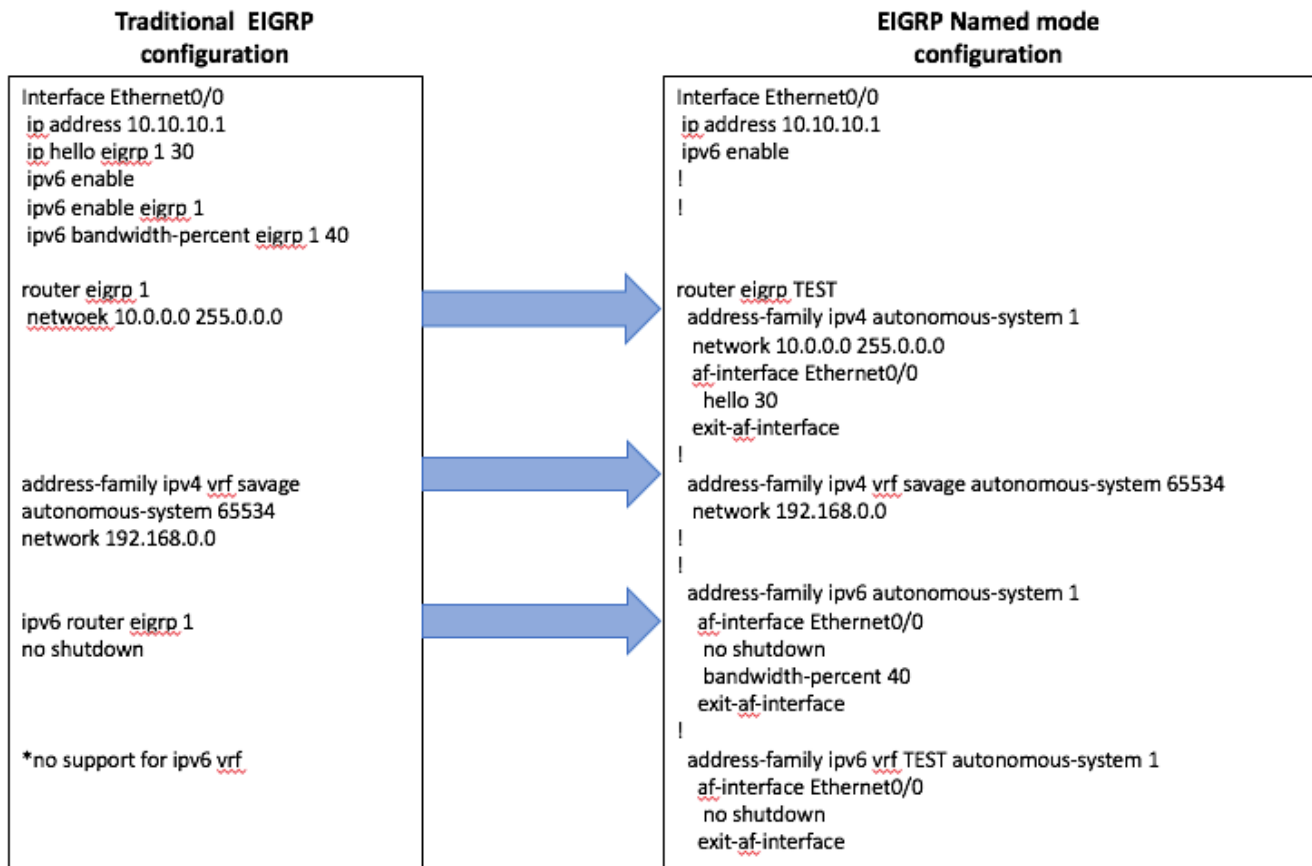 Traditional EIGRP
configuration
Interface Ethernet0/0
ip address 10.10.10.1
ip hello eigrp 1 30
ipv6 enable
ipv6 enable eigrp 1
ipv6 bandwidth-percent eigrp 1 40
router eigrp 1
netwoek 10.0.0.0 255.0.0.0
address-family ipv4 vrf savage
autonomous-system 65534
network 192.168.0.0
ipv6 router eigrp 1
no shutdown
*no support for ipv6 vrf
EIGRP Named mode
configuration
Interface Ethernet0/0
ip address 10.10.10.1
ipv6 enable
!
!
router eigrp TEST
address-family ipv4 autonomous-system 1
network 10.0.0.0 255.0.0.0
af-interface Ethernet0/0
hello 30
exit-af-interface
!
address-family ipv4 vrf savage autonomous-system 65534
network 192.168.0.0
!
!
address-family ipv6 autonomous-system 1
af-interface Ethernet0/0
no shutdown
bandwidth-percent 40
exit-af-interface
!
address-family ipv6 vrf TEST autonomous-system 1
af-interface Ethernet0/0
no shutdown
exit-af-interface